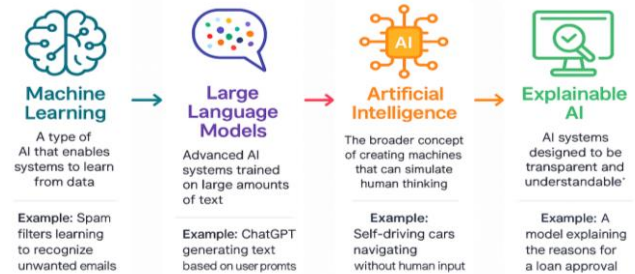 AI
Machine
Learning
A type of
AI that enables
systems to learn
from data
Example: Spam
filters learning
to recognize
unwanted emails
Large
Language
Models
Advanced AI
systems trained
on large amounts
of text
Example: ChatGPT
generating text
based on user promts
Artificial
Intelligence
The broader concept
of creating machines
that can simulate
human thinking
Example:
Self-driving cars
navigating
without human input
Explainable
AI
AI systems
designed to be
transparent and
understandable'
Example: A
model explaining
the reasons for
a loan approval